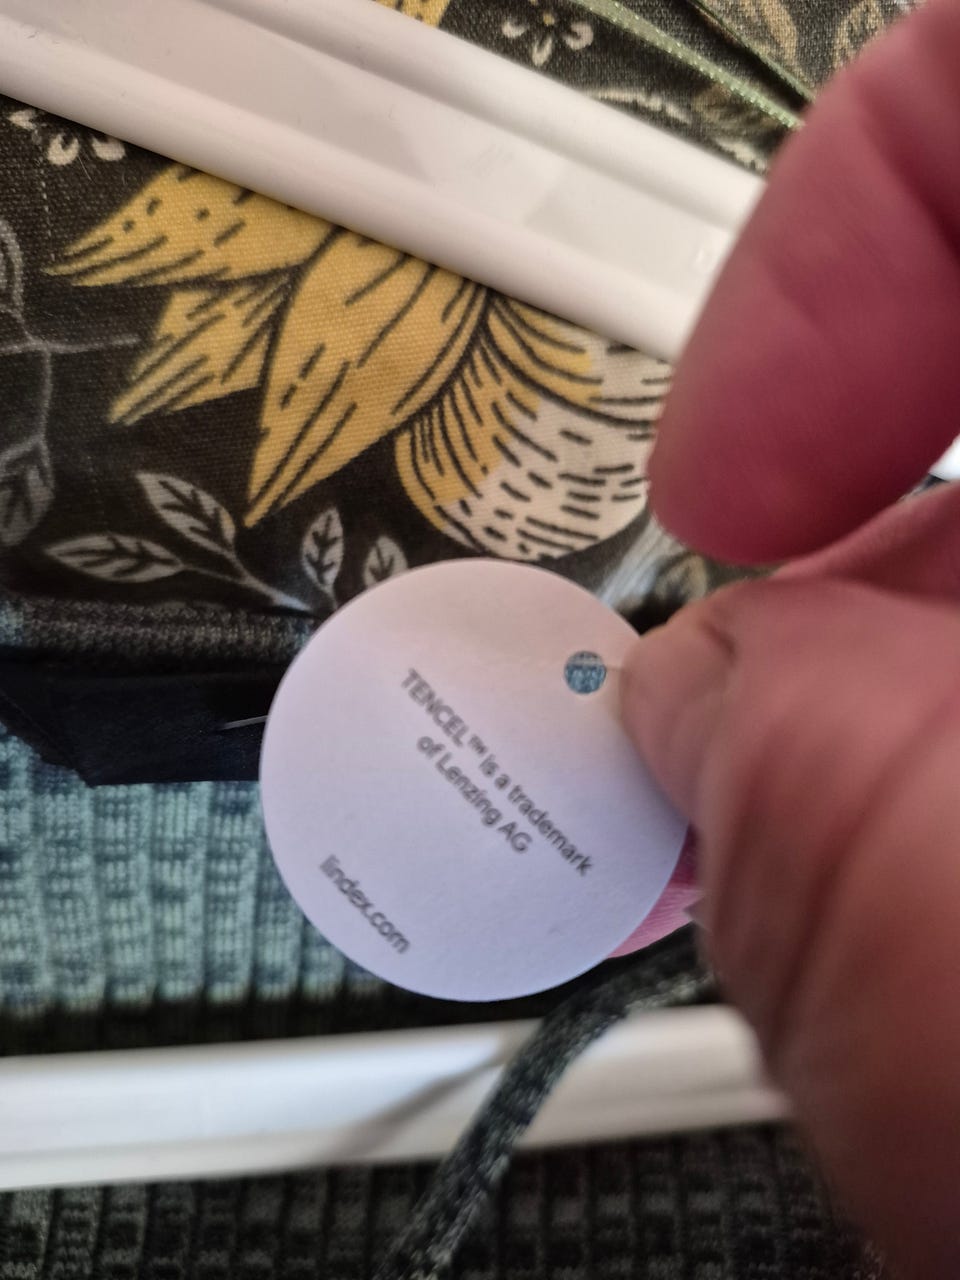 TENCEL™ is a trademark
of Lenzing AG
lindex.com